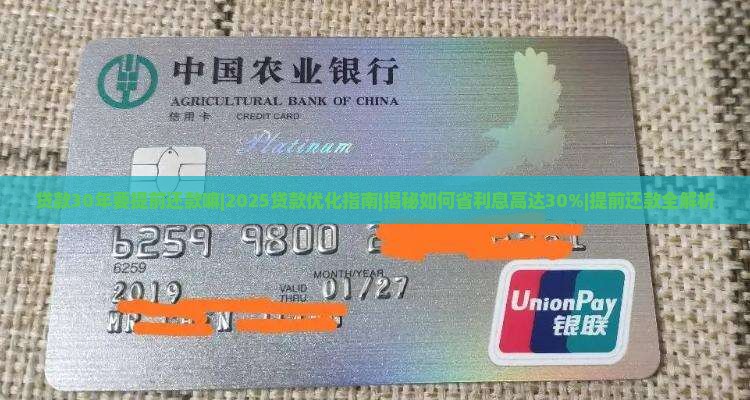 中国农业银行
AGRICULTURAL BANK OF CHINA
信用卡 CREDIT CARD
Platinum
贷款30年提前还款嘛|2025贷款优化指南|揭秘如何省利息高达30%|提前还款全解析
6259 9800 2
6259
MONTH/YEAR
2019 VALID THRU 01/27
UnionPay
银联